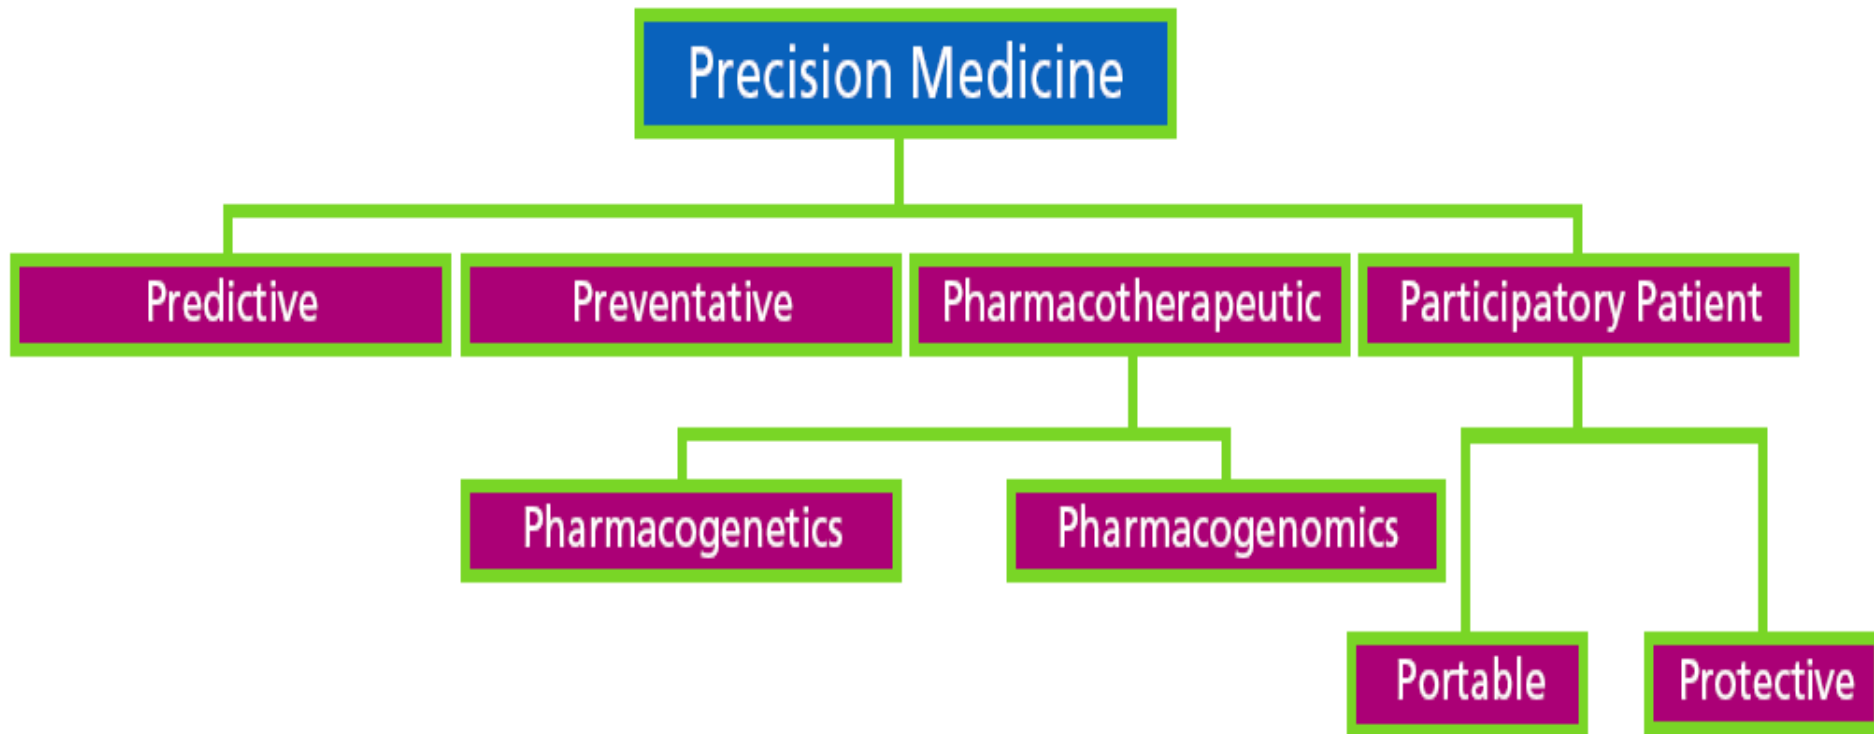 Precision Medicine
Predictive
Preventative
Pharmacotherapeutic
Participatory Patient
Pharmacogenetics
Pharmacogenomics
Portable
Protective